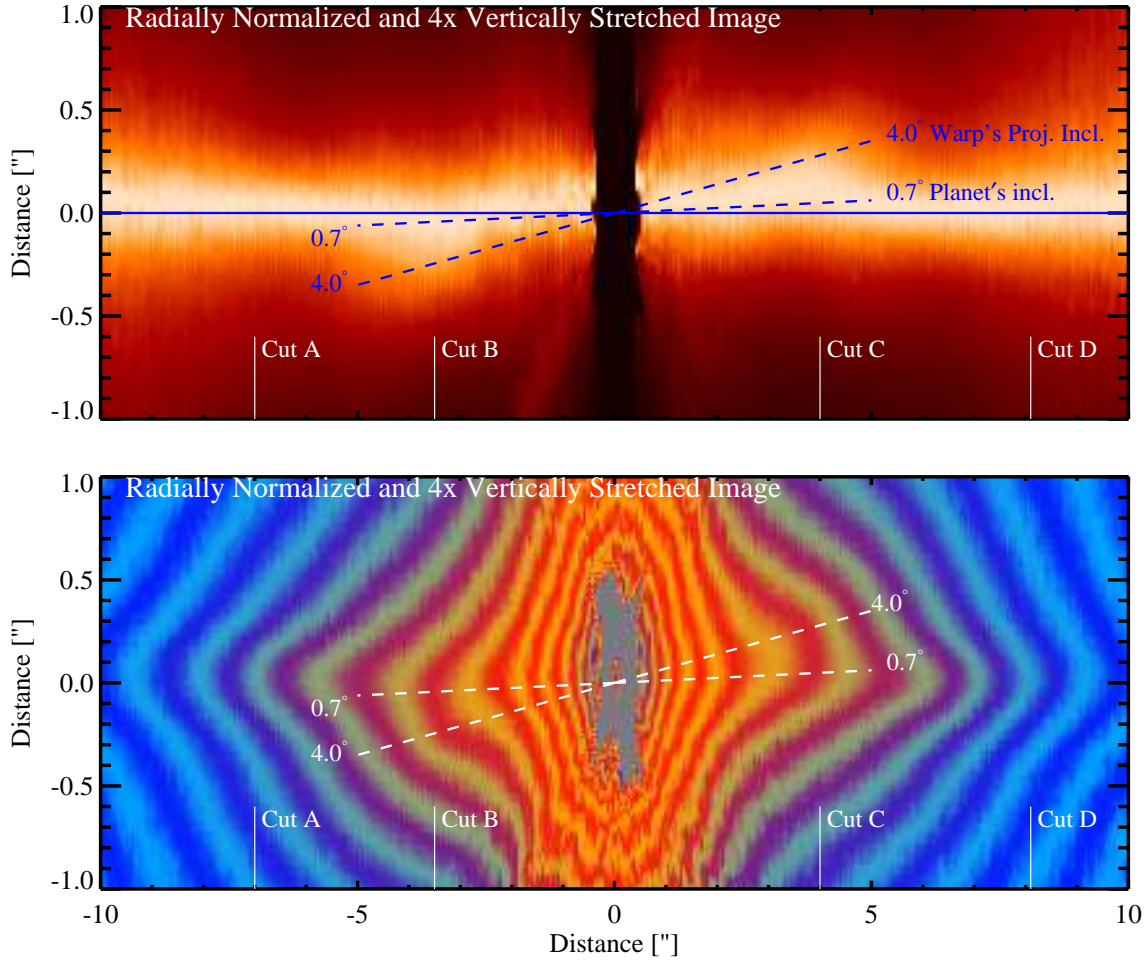 Radially Normalized and 4x Vertically Stretched Image
1.0
0.5
0.0
-0.5
-1.0
Distance ["]
4.0° Warp's Proj. Incl.
0.7° Planet's incl.
0.7°
4.0°
Cut A
Cut B
Cut C
Cut D
Radially Normalized and 4x Vertically Stretched Image
1.0
0.5
0.0
-0.5
-1.0
Distance ["]
4.0°
0.7°
0.7°
4.0°
Cut A
Cut B
Cut C
Cut D
-10
-5
0
5
10
Distance ["]